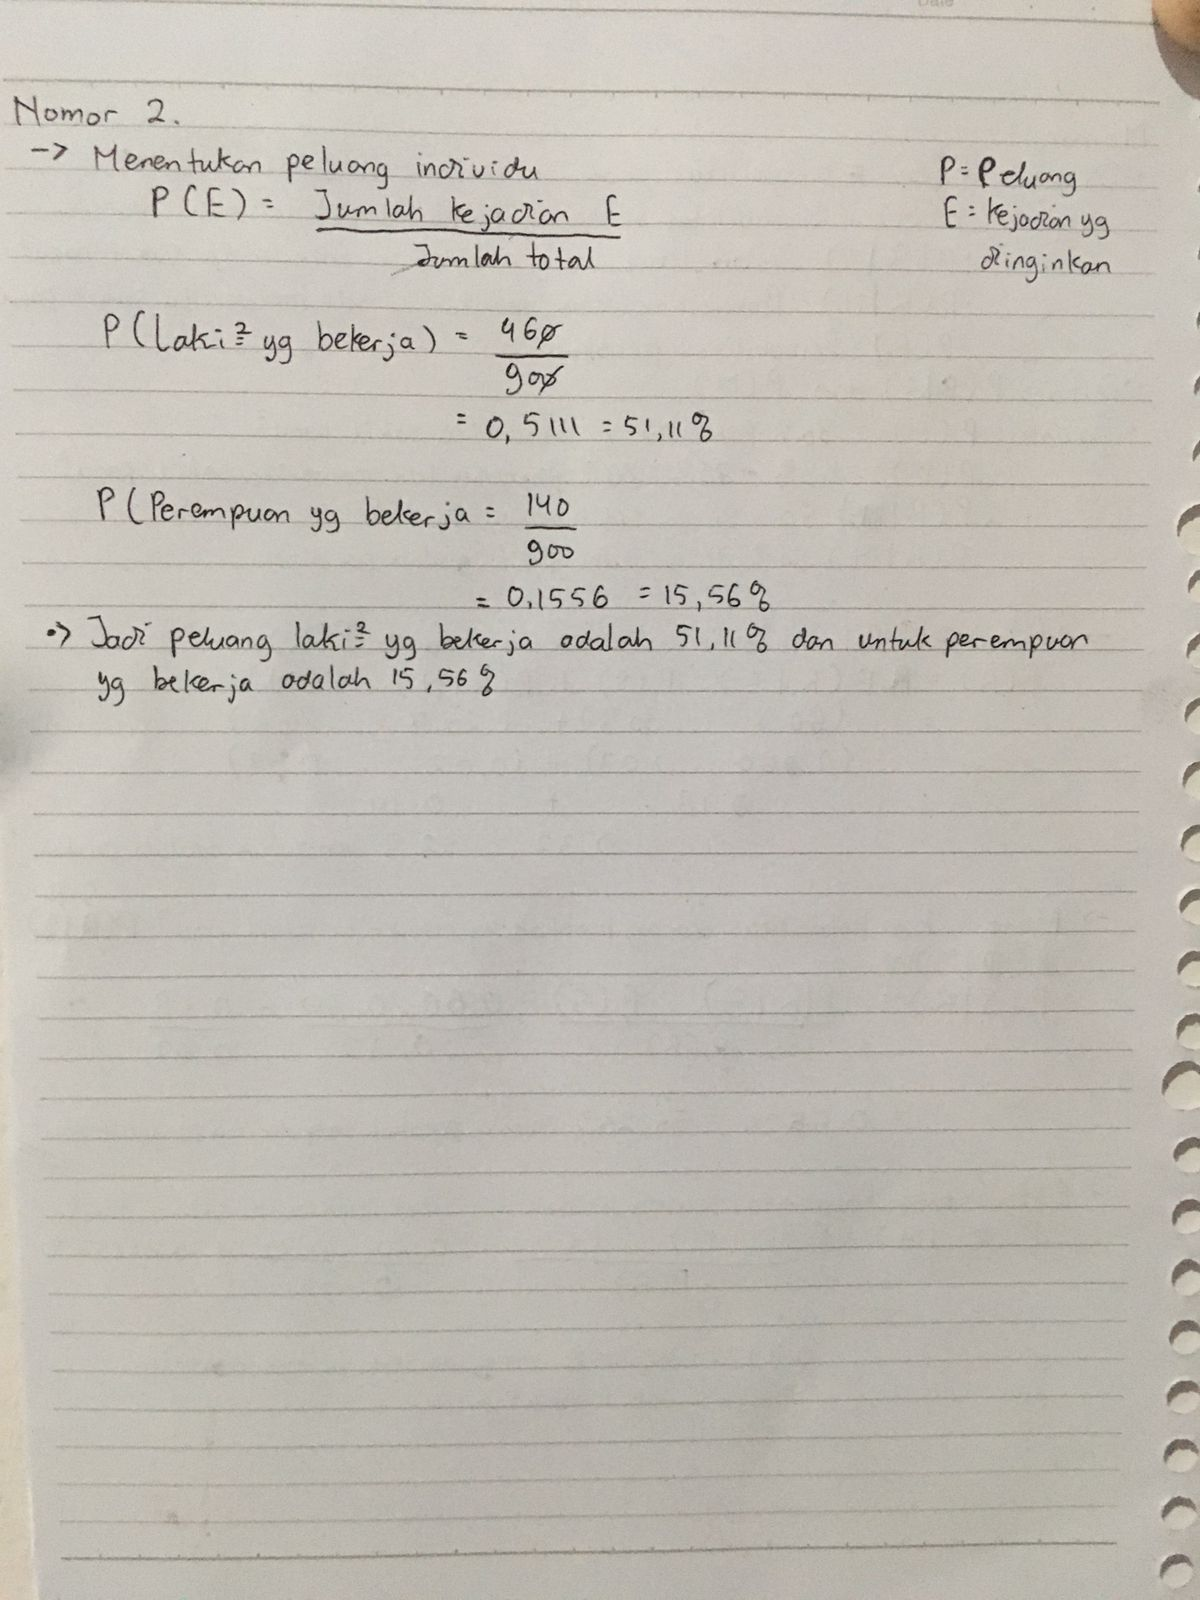 Date
Nomor 2.
-> Menentukan peluang individu
P = Peluang
P(E) = Jumlah kejadian E
E = Kejadian yg
Jumlah total
diinginkan
P(Laki² yg bekerja) = 460
900
= 0,5111 = 51,11%
P(Perempuan yg bekerja = 140
900
= 0,1556 = 15,56%
•> Jadi peluang laki² yg bekerja adalah 51,11% dan untuk perempuan
yg bekerja adalah 15,56%